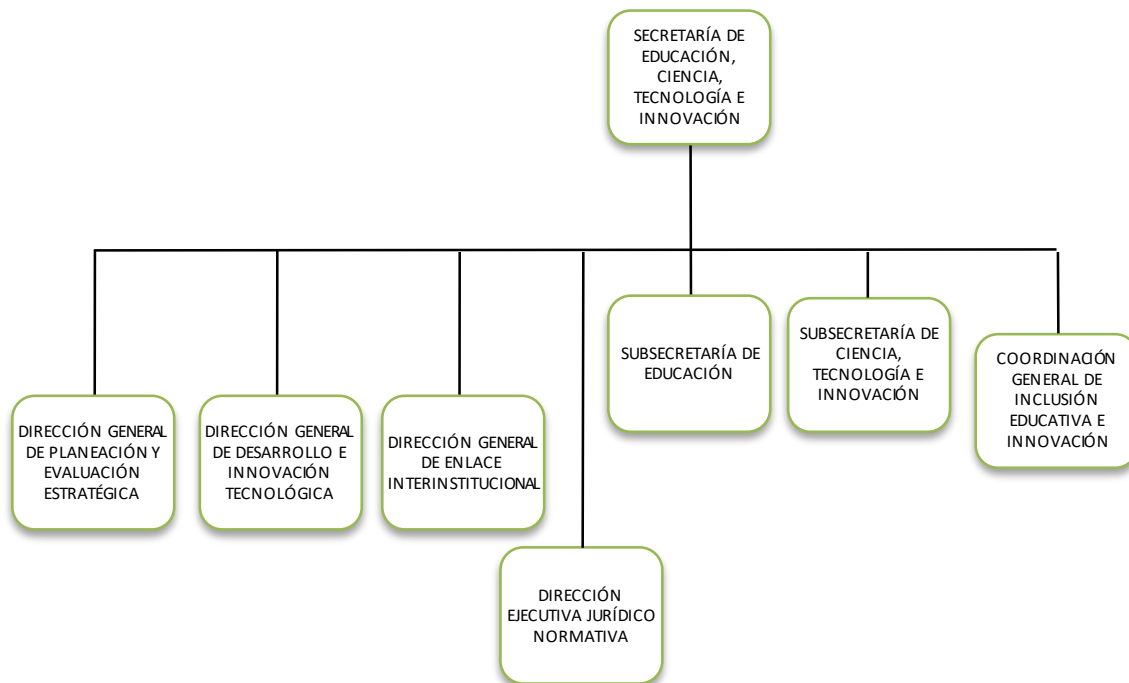 SECRETARÍA DE
EDUCACIÓN,
CIENCIA,
TECNOLOGÍA E
INNOVACIÓN
DIRECCIÓN GENERAL
DE PLANEACIÓN Y
EVALUACIÓN
ESTRATÉGICA
DIRECCIÓN GENERAL
DE DESARROLLO E
INNOVACIÓN
TECNOLÓGICA
DIRECCIÓN GENERAL
DE ENLACE
INTERINSTITUCIONAL
DIRECCIÓN
EJECUTIVA JURÍDICO
NORMATIVA
SUBSECRETARÍA DE
EDUCACIÓN
SUBSECRETARÍA DE
CIENCIA,
TECNOLOGÍA E
INNOVACIÓN
COORDINACIÓN
GENERAL DE
INCLUSIÓN
EDUCATIVA E
INNOVACIÓN